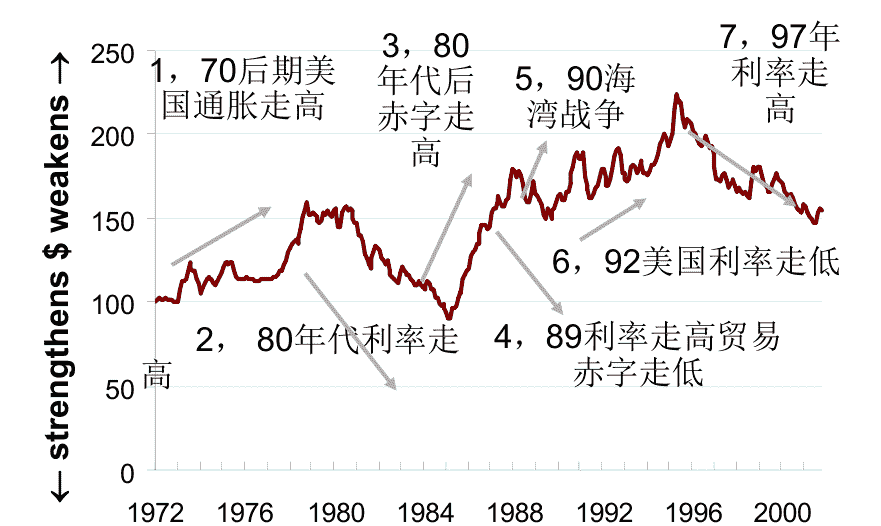 ← strengthens $ weakens →
250
200
150
100
50
0
1，70后期美
国通胀走高
3，80
年代后
赤字走
高
5，90海
湾战争
7，97年
利率走
高
6，92美国利率走低
2， 80年代利率走
高
4，89利率走高贸易
赤字走低
1972 1976 1980 1984 1988 1992 1996 2000